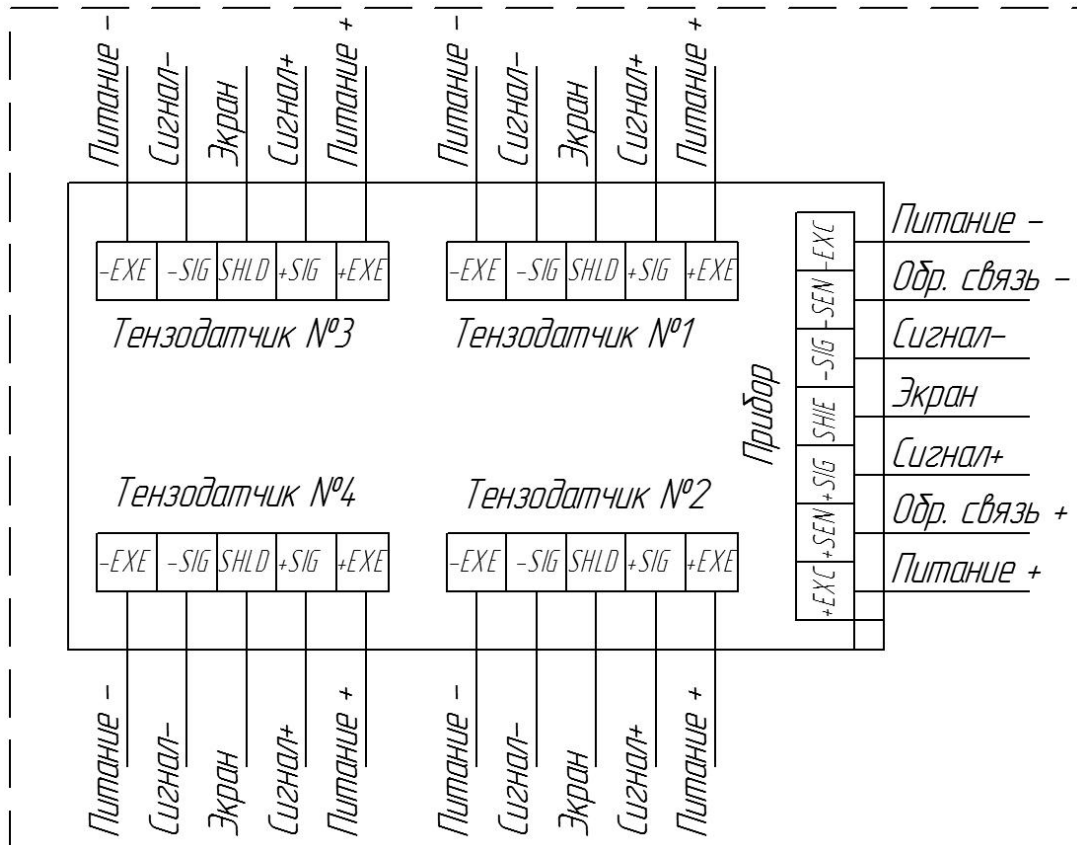 Питание -
Сигнал-
Экран
Сигнал+
Питание +
Питание -
Сигнал-
Экран
Сигнал+
Питание +
-EXE -SIG SHLD +SIG +EXE
-EXE -SIG SHLD +SIG +EXE
Тензодатчик №3
Тензодатчик №1
Прибор
-EXC
-SEN
-SIG
SHIE
+SIG
+SEN
+EXC
Питание -
Обр. связь -
Сигнал-
Экран
Сигнал+
Обр. связь +
Питание +
Тензодатчик №4
Тензодатчик №2
-EXE -SIG SHLD +SIG +EXE
-EXE -SIG SHLD +SIG +EXE
Питание -
Сигнал-
Экран
Сигнал+
Питание +
Питание -
Сигнал-
Экран
Сигнал+
Питание +